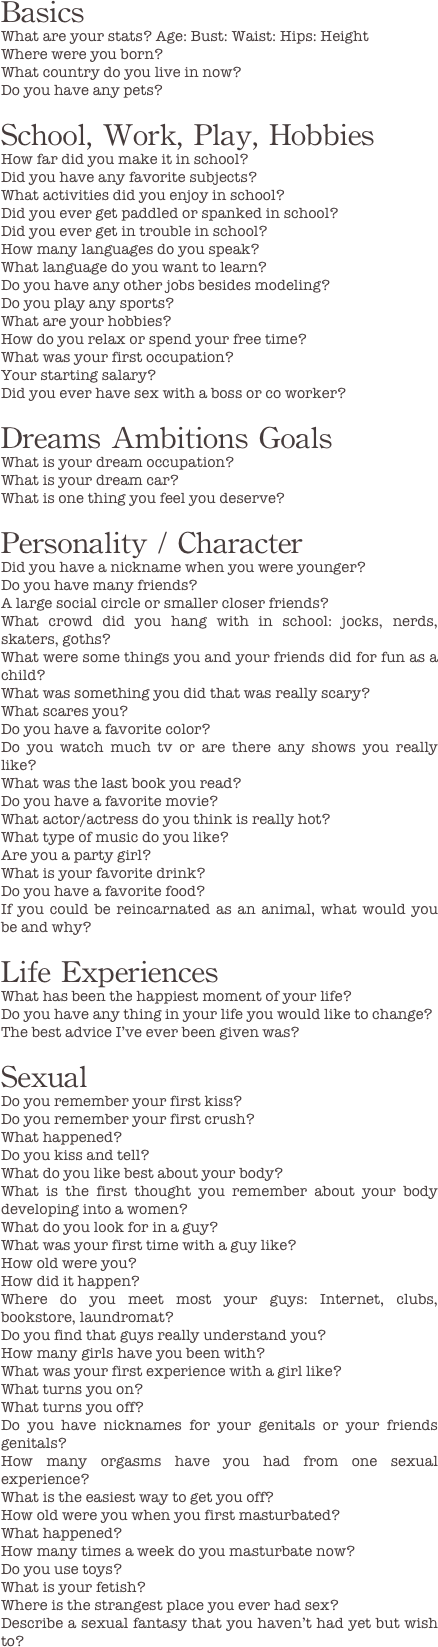 Basics
What are your stats? Age: Bust: Waist: Hips: Height
Where were you born?
What country do you live in now?
Do you have any pets?
School, Work, Play, Hobbies
How far did you make it in school?
Did you have any favorite subjects?
What activities did you enjoy in school?
Did you ever get paddled or spanked in school?
Did you ever get in trouble in school?
How many languages do you speak?
What language do you want to learn?
Do you have any other jobs besides modeling?
Do you play any sports?
What are your hobbies?
How do you relax or spend your free time?
What was your first occupation?
Your starting salary?
Did you ever have sex with a boss or co worker?
Dreams Ambitions Goals
What is your dream occupation?
What is your dream car?
What is one thing you feel you deserve?
Personality / Character
Did you have a nickname when you were younger?
Do you have many friends?
A large social circle or smaller closer friends?
What crowd did you hang with in school: jocks, nerds,
skaters, goths?
What were some things you and your friends did for fun as a
child?
What was something you did that was really scary?
What scares you?
Do you have a favorite color?
Do you watch much tv or are there any shows you really
like?
What was the last book you read?
Do you have a favorite movie?
What actor/actress do you think is really hot?
What type of music do you like?
Are you a party girl?
What is your favorite drink?
Do you have a favorite food?
If you could be reincarnated as an animal, what would you
be and why?
Life Experiences
What has been the happiest moment of your life?
Do you have any thing in your life you would like to change?
The best advice I've ever been given was?
Sexual
Do you remember your first kiss?
Do you remember your first crush?
What happened?
Do you kiss and tell?
What do you like best about your body?
What is the first thought you remember about your body
developing into a women?
What do you look for in a guy?
What was your first time with a guy like?
How old were you?
How did it happen?
Where do you meet most your guys: Internet, clubs,
bookstore, laundromat?
Do you find that guys really understand you?
How many girls have you been with?
What was your first experience with a girl like?
What turns you on?
What turns you off?
Do you have nicknames for your genitals or your friends
genitals?
How many orgasms have you had from one sexual
experience?
What is the easiest way to get you off?
How old were you when you first masturbated?
What happened?
How many times a week do you masturbate now?
Do you use toys?
What is your fetish?
Where is the strangest place you ever had sex?
Describe a sexual fantasy that you haven't had yet but wish
to?